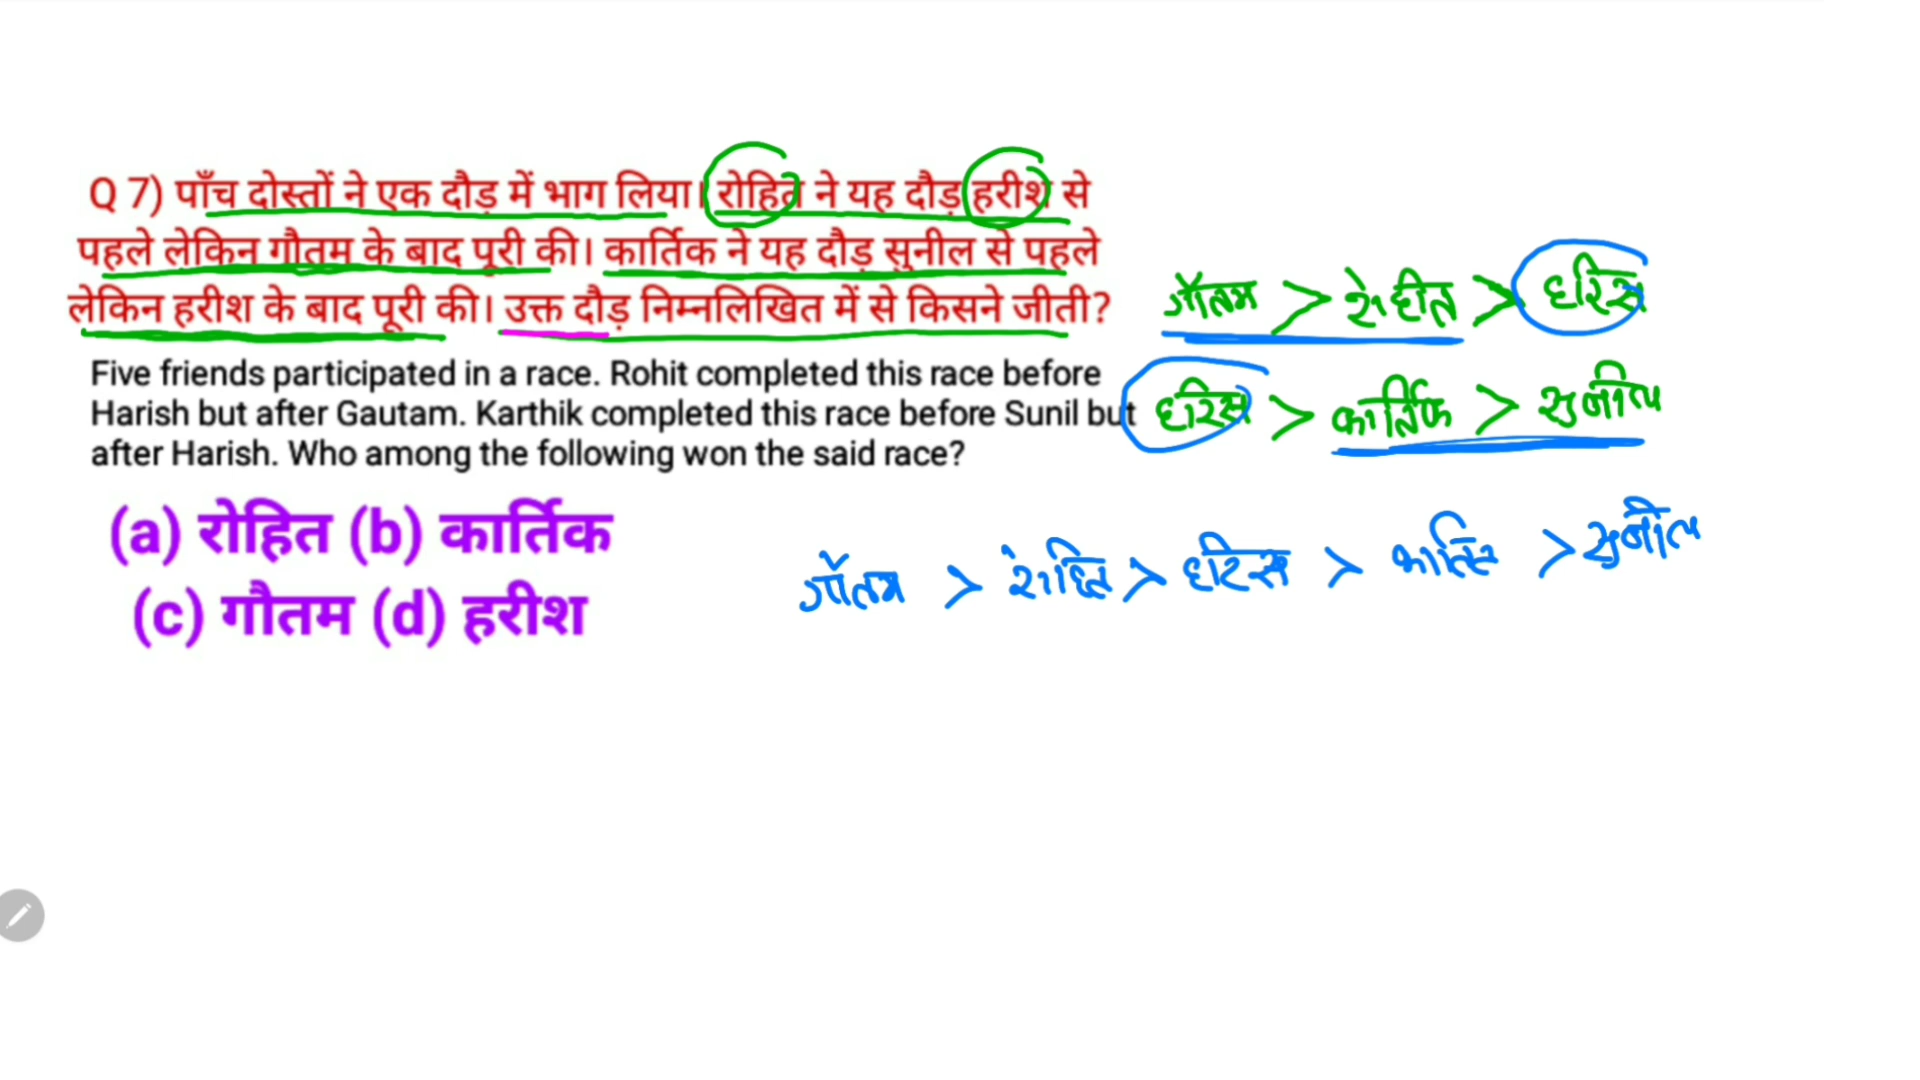 Q 7) पाँच दोस्तों ने एक दौड़ में भाग लिया। रोहित ने यह दौड़ हरीश से
पहले लेकिन गौतम के बाद पूरी की। कार्तिक ने यह दौड़ सुनील से पहले
लेकिन हरीश के बाद पूरी की। उक्त दौड़ निम्नलिखित में से किसने जीती?
गौतम > रोहीत > हरिस
Five friends participated in a race. Rohit completed this race before
Harish but after Gautam. Karthik completed this race before Sunil but
after Harish. Who among the following won the said race?
हरिस > कार्तिक > सुनील
(a) रोहित (b) कार्तिक
(c) गौतम (d) हरीश
गौतम > रोहित > हरिस > > सुनील